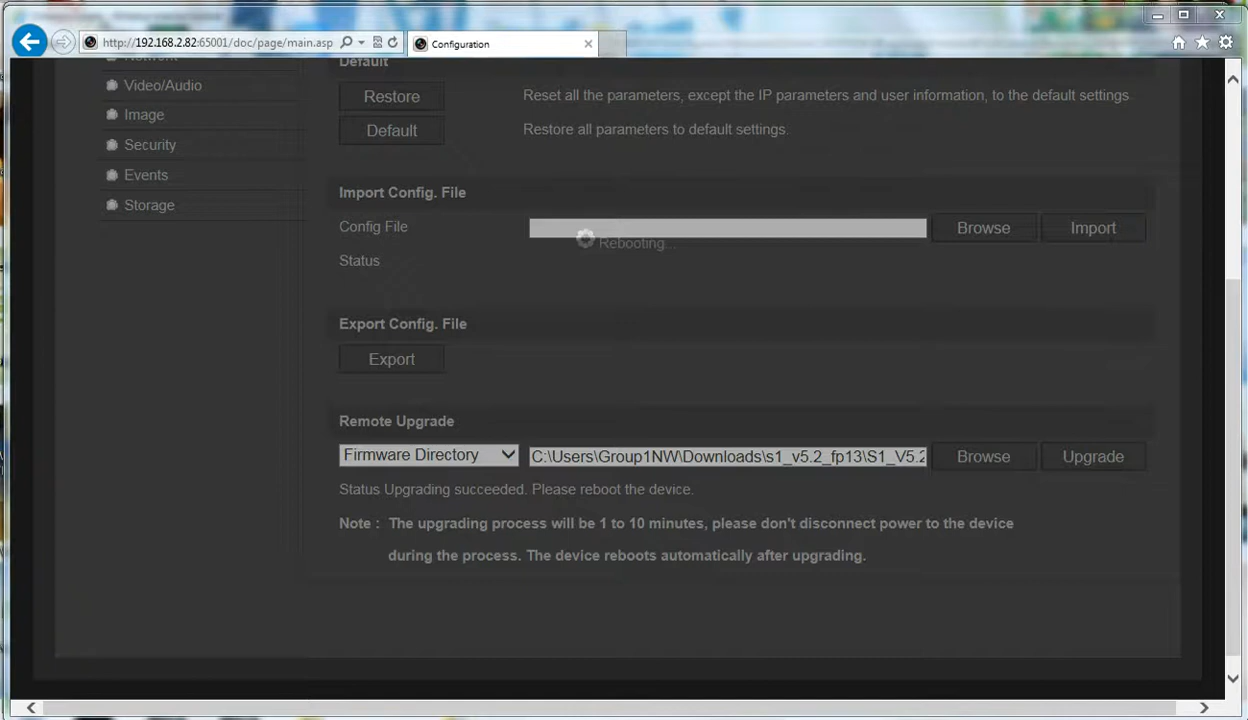 http://192.168.2.82:65001/doc/page/main.asp
Configuration
Network
Default
Video/Audio
Restore
Reset all the parameters, except the IP parameters and user information, to the default settings.
Image
Default
Restore all parameters to default settings.
Security
Events
Import Config. File
Storage
Config File
Browse
Import
Rebooting...
Status
Export Config. File
Export
Remote Upgrade
Firmware Directory
C:\Users\Group1NW\Downloads\s1_v5.2_fp13\S1_V5.2
Browse
Upgrade
Status Upgrading succeeded. Please reboot the device.
Note : The upgrading process will be 1 to 10 minutes, please don't disconnect power to the device
during the process. The device reboots automatically after upgrading.